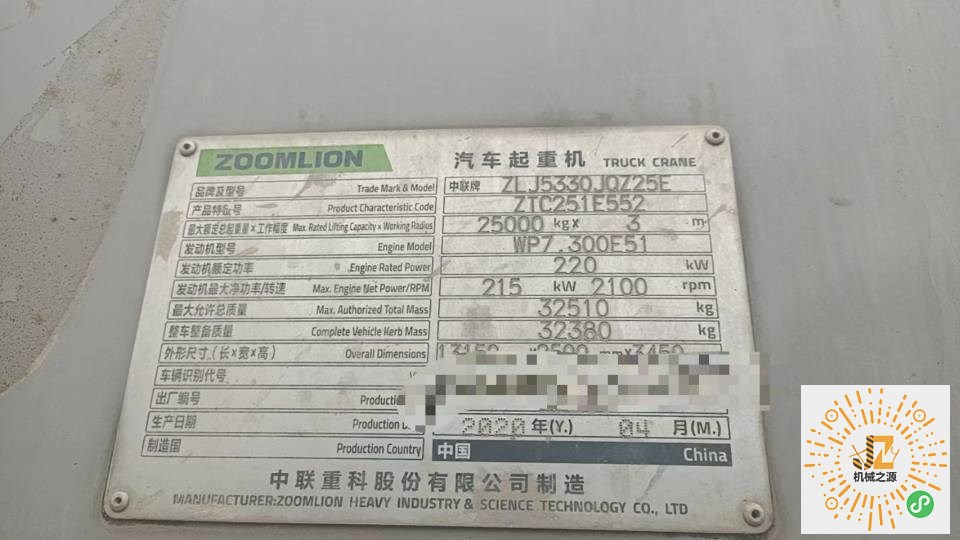 ZOOMLION 汽车起重机 TRUCK CRANE
品牌及型号 Trade Mark & Model 中联牌 ZLJ5330JQZ25E
产品特征号 Product Characteristic Code ZTC251E552
最大额定总起重量×工作幅度 Max. Rated Lifting Capacity × Working Radius 25000 kg× 3 m
发动机型号 Engine Model WP7.300E51
发动机额定功率 Engine Rated Power 220 kW
发动机最大净功率/转速 Max. Engine Net Power/RPM 215 kW 2100 rpm
最大允许总质量 Max. Authorized Total Mass 32510 kg
整车整备质量 Complete Vehicle Kerb Mass 32380 kg
外形尺寸(长×宽×高) Overall Dimensions 13150 ×2500 mm×3450
车辆识别代号
出厂编号
生产日期 Production 2020 年(Y.) 04 月(M.)
制造国 Production Country 中国 China
中联重科股份有限公司制造
MANUFACTURER:ZOOMLION HEAVY INDUSTRY & SCIENCE TECHNOLOGY CO., LTD
机械之源